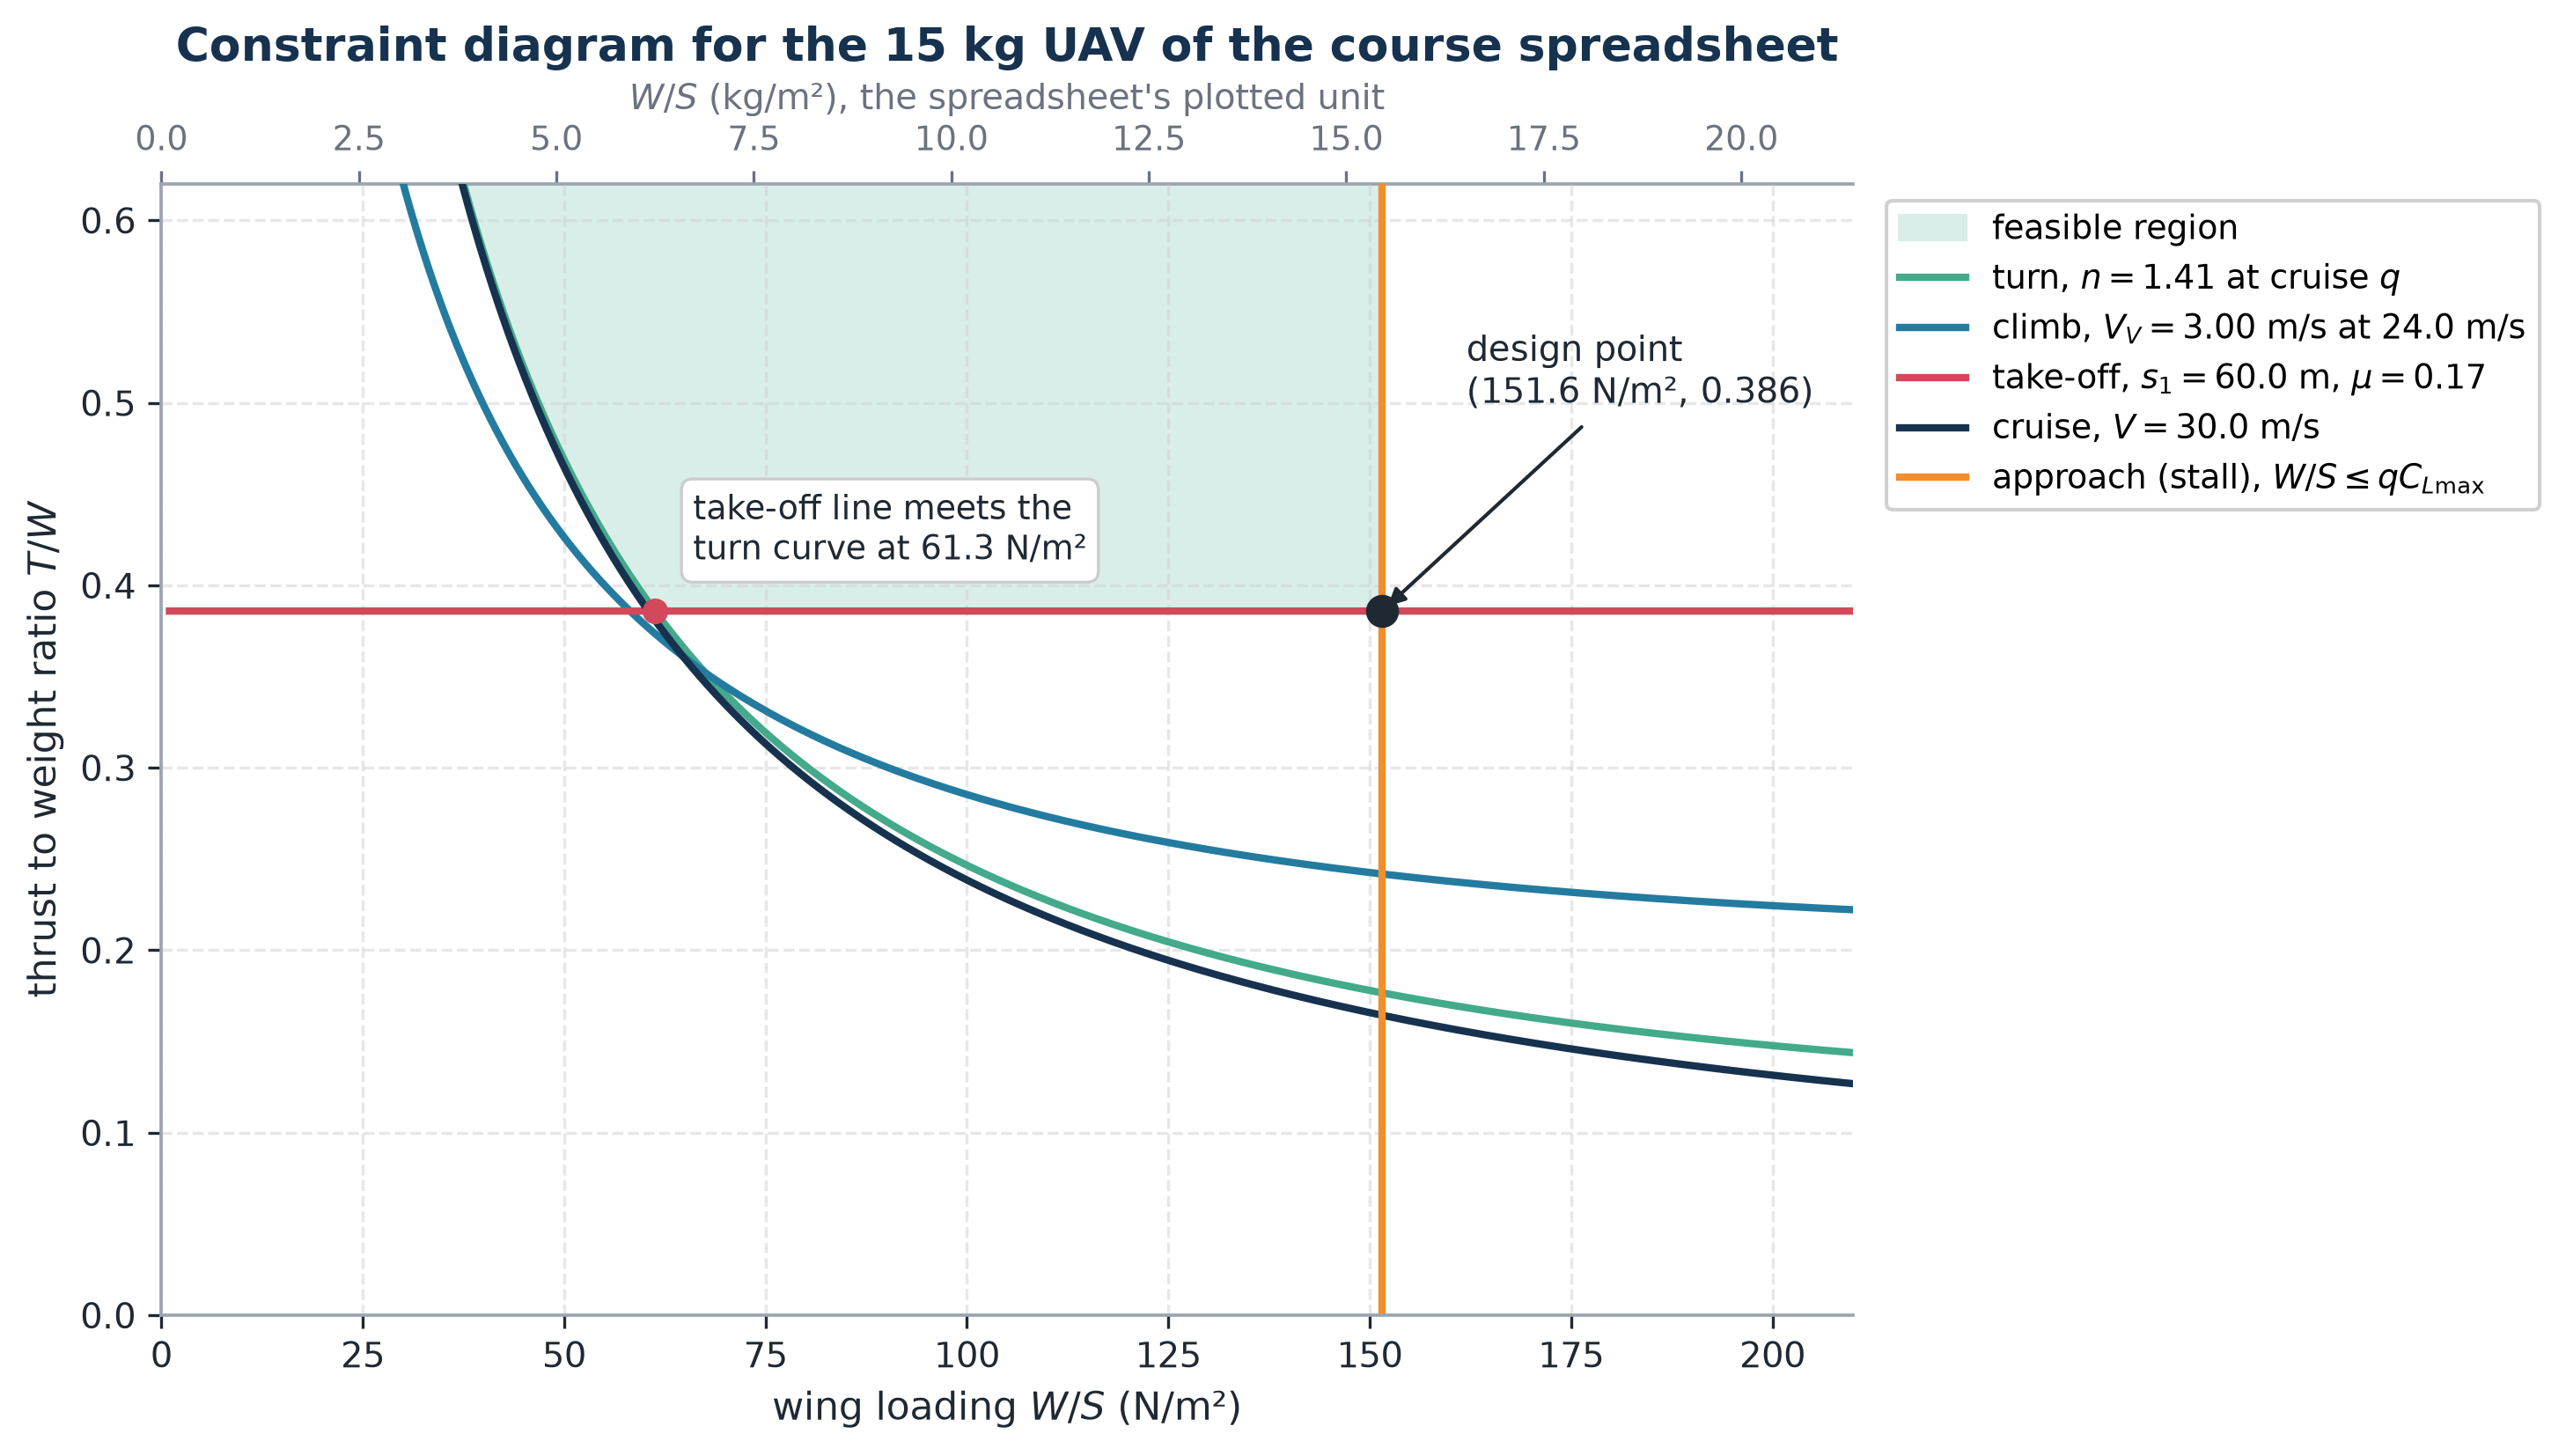 Constraint diagram for the 15 kg UAV of the course spreadsheet
W/S (kg/m²), the spreadsheet's plotted unit
0.0 2.5 5.0 7.5 10.0 12.5 15.0 17.5 20.0
thrust to weight ratio T/W
0.6
0.5
0.4
0.3
0.2
0.1
0.0
design point
(151.6 N/m², 0.386)
take-off line meets the
turn curve at 61.3 N/m²
0 25 50 75 100 125 150 175 200
wing loading W/S (N/m²)
feasible region
turn, n = 1.41 at cruise q
climb, V_V = 3.00 m/s at 24.0 m/s
take-off, s₁ = 60.0 m, μ = 0.17
cruise, V = 30.0 m/s
approach (stall), W/S ≤ qC_Lmax